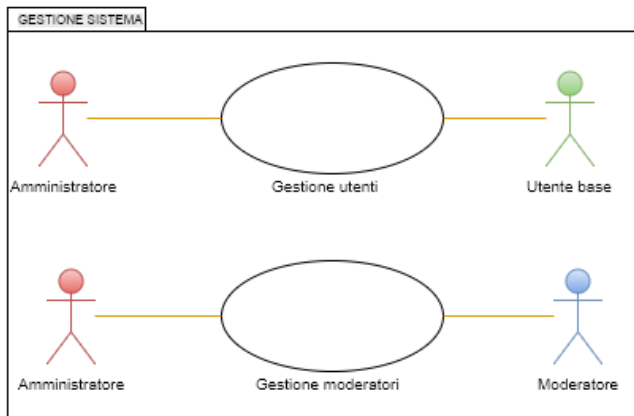 GESTIONE SISTEMA
Amministratore
Gestione utenti
Utente base
Amministratore
Gestione moderatori
Moderatore